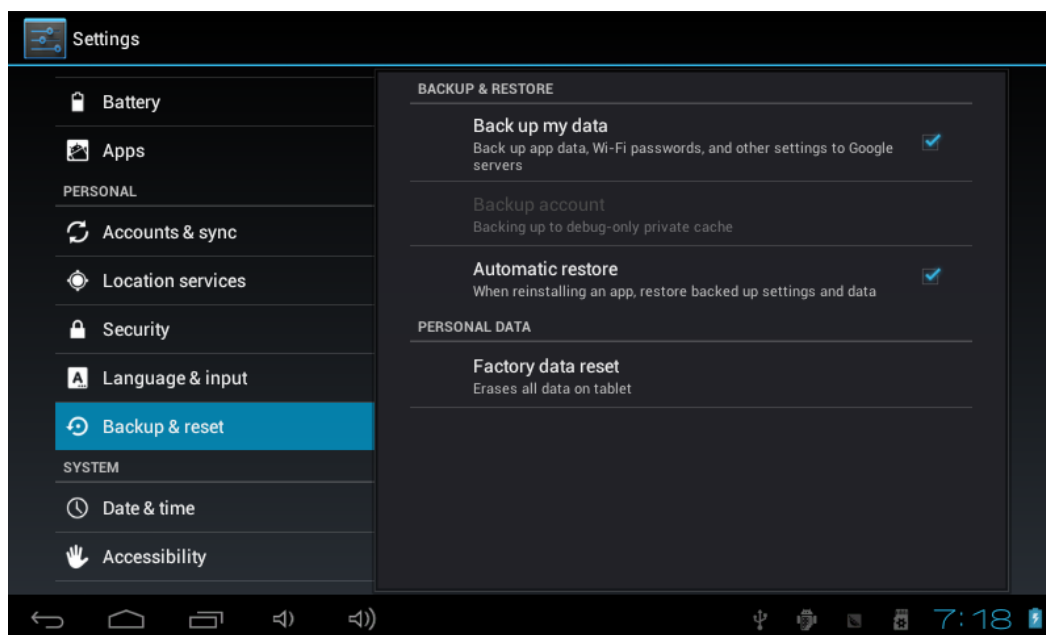 Settings
Battery
Apps
PERSONAL
Accounts & sync
Location services
Security
Language & input
Backup & reset
SYSTEM
Date & time
Accessibility
BACKUP & RESTORE
Back up my data
Back up app data, Wi-Fi passwords, and other settings to Google
servers
Backup account
Backing up to debug-only private cache
Automatic restore
When reinstalling an app, restore backed up settings and data
PERSONAL DATA
Factory data reset
Erases all data on tablet
7:18